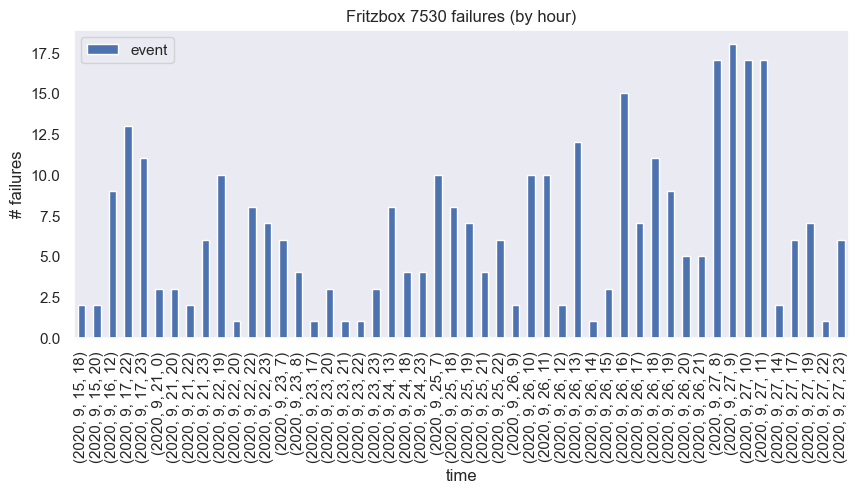 Fritzbox 7530 failures (by hour)
event
# failures
17.5
15.0
12.5
10.0
7.5
5.0
2.5
0.0
(2020, 9, 15, 18)
(2020, 9, 15, 20)
(2020, 9, 16, 12)
(2020, 9, 17, 22)
(2020, 9, 17, 23)
(2020, 9, 21, 0)
(2020, 9, 21, 20)
(2020, 9, 21, 22)
(2020, 9, 21, 23)
(2020, 9, 22, 19)
(2020, 9, 22, 20)
(2020, 9, 22, 22)
(2020, 9, 22, 23)
(2020, 9, 23, 7)
(2020, 9, 23, 8)
(2020, 9, 23, 17)
(2020, 9, 23, 20)
(2020, 9, 23, 21)
(2020, 9, 23, 22)
(2020, 9, 23, 23)
(2020, 9, 24, 13)
(2020, 9, 24, 18)
(2020, 9, 24, 23)
(2020, 9, 25, 7)
(2020, 9, 25, 18)
(2020, 9, 25, 19)
(2020, 9, 25, 21)
(2020, 9, 25, 22)
(2020, 9, 26, 9)
(2020, 9, 26, 10)
(2020, 9, 26, 11)
(2020, 9, 26, 12)
(2020, 9, 26, 13)
(2020, 9, 26, 14)
(2020, 9, 26, 15)
(2020, 9, 26, 16)
(2020, 9, 26, 17)
(2020, 9, 26, 18)
(2020, 9, 26, 19)
(2020, 9, 26, 20)
(2020, 9, 26, 21)
(2020, 9, 27, 8)
(2020, 9, 27, 9)
(2020, 9, 27, 10)
(2020, 9, 27, 11)
(2020, 9, 27, 14)
(2020, 9, 27, 17)
(2020, 9, 27, 19)
(2020, 9, 27, 22)
(2020, 9, 27, 23)
time